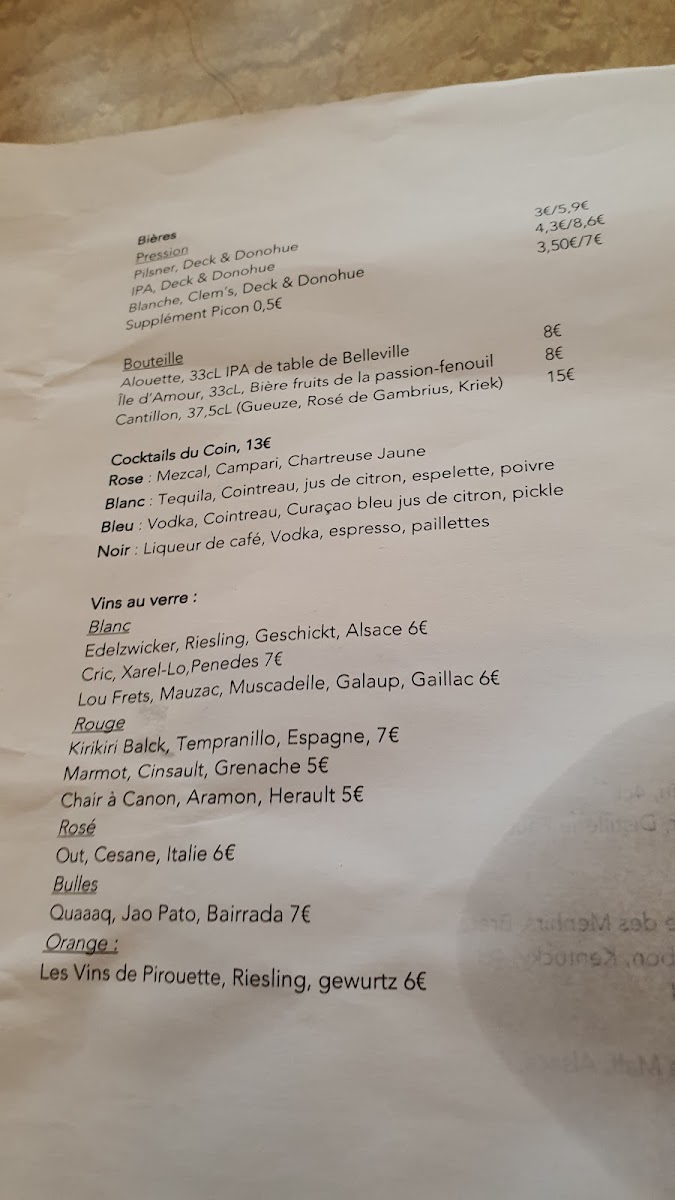 Bières
Pression
Pilsner, Deck & Donohue 3€/5,9€
IPA, Deck & Donohue 4,3€/8,6€
Blanche, Clem's, Deck & Donohue 3,50€/7€
Supplément Picon 0,5€
Bouteille
Alouette, 33cL IPA de table de Belleville 8€
Île d'Amour, 33cL, Bière fruits de la passion-fenouil 8€
Cantillon, 37,5cL (Gueuze, Rosé de Gambrius, Kriek) 15€
Cocktails du Coin, 13€
Rose : Mezcal, Campari, Chartreuse Jaune
Blanc : Tequila, Cointreau, jus de citron, espelette, poivre
Bleu : Vodka, Cointreau, Curaçao bleu jus de citron, pickle
Noir : Liqueur de café, Vodka, espresso, paillettes
Vins au verre :
Blanc
Edelzwicker, Riesling, Geschickt, Alsace 6€
Cric, Xarel-Lo,Penedes 7€
Lou Frets, Mauzac, Muscadelle, Galaup, Gaillac 6€
Rouge
Kirikiri Balck, Tempranillo, Espagne, 7€
Marmot, Cinsault, Grenache 5€
Chair à Canon, Aramon, Herault 5€
Rosé
Out, Cesane, Italie 6€
Bulles
Quaaaq, Jao Pato, Bairrada 7€
Orange :
Les Vins de Pirouette, Riesling, gewurtz 6€